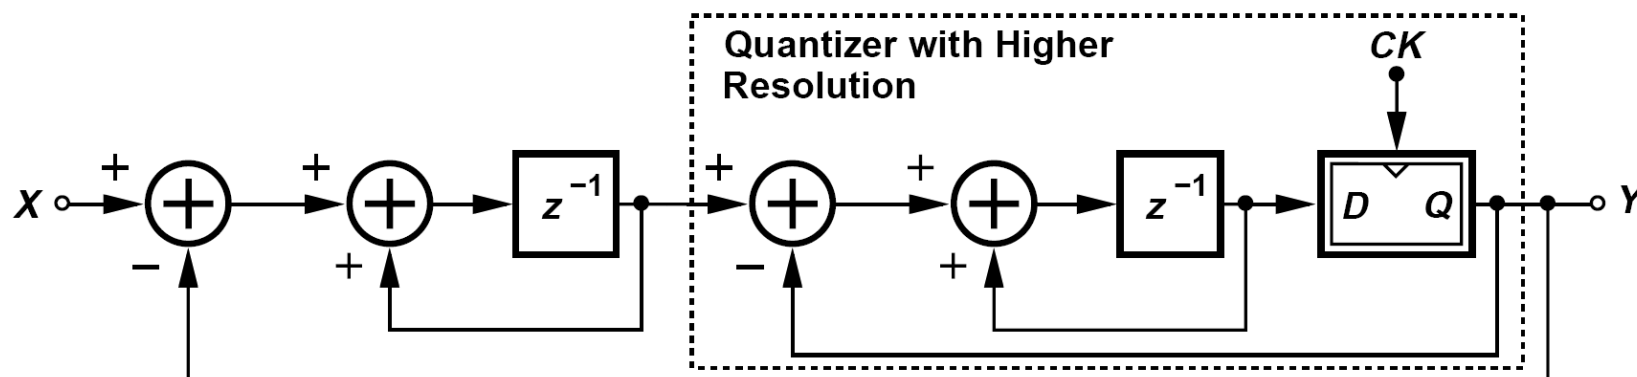 Quantizer with Higher
Resolution
CK
+ + + +
X z⁻¹ z⁻¹ D Q Y
− + − +